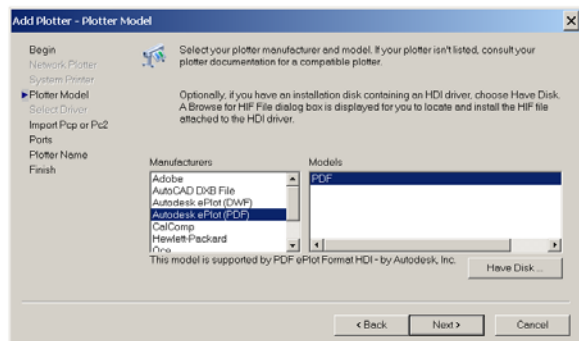 Add Plotter - Plotter Model
Begin
Network Plotter
System Printer
Plotter Model
Select Driver
Import Pcp or Pc2
Ports
Plotter Name
Finish
Select your plotter manufacturer and model. If your plotter isn't listed, consult your
plotter documentation for a compatible plotter.
Optionally, if you have an installation disk containing an HDI driver, choose Have Disk.
A Browse for HIF File dialog box is displayed for you to locate and install the HIF file
attached to the HDI driver.
Manufacturers
Adobe
AutoCAD DXB File
Autodesk ePlot (DWF)
Autodesk ePlot (PDF)
CalComp
Hewlett-Packard
Oce
Models
PDF
This model is supported by PDF ePlot Format HDI - by Autodesk, Inc.
Have Disk ...
< Back
Next >
Cancel